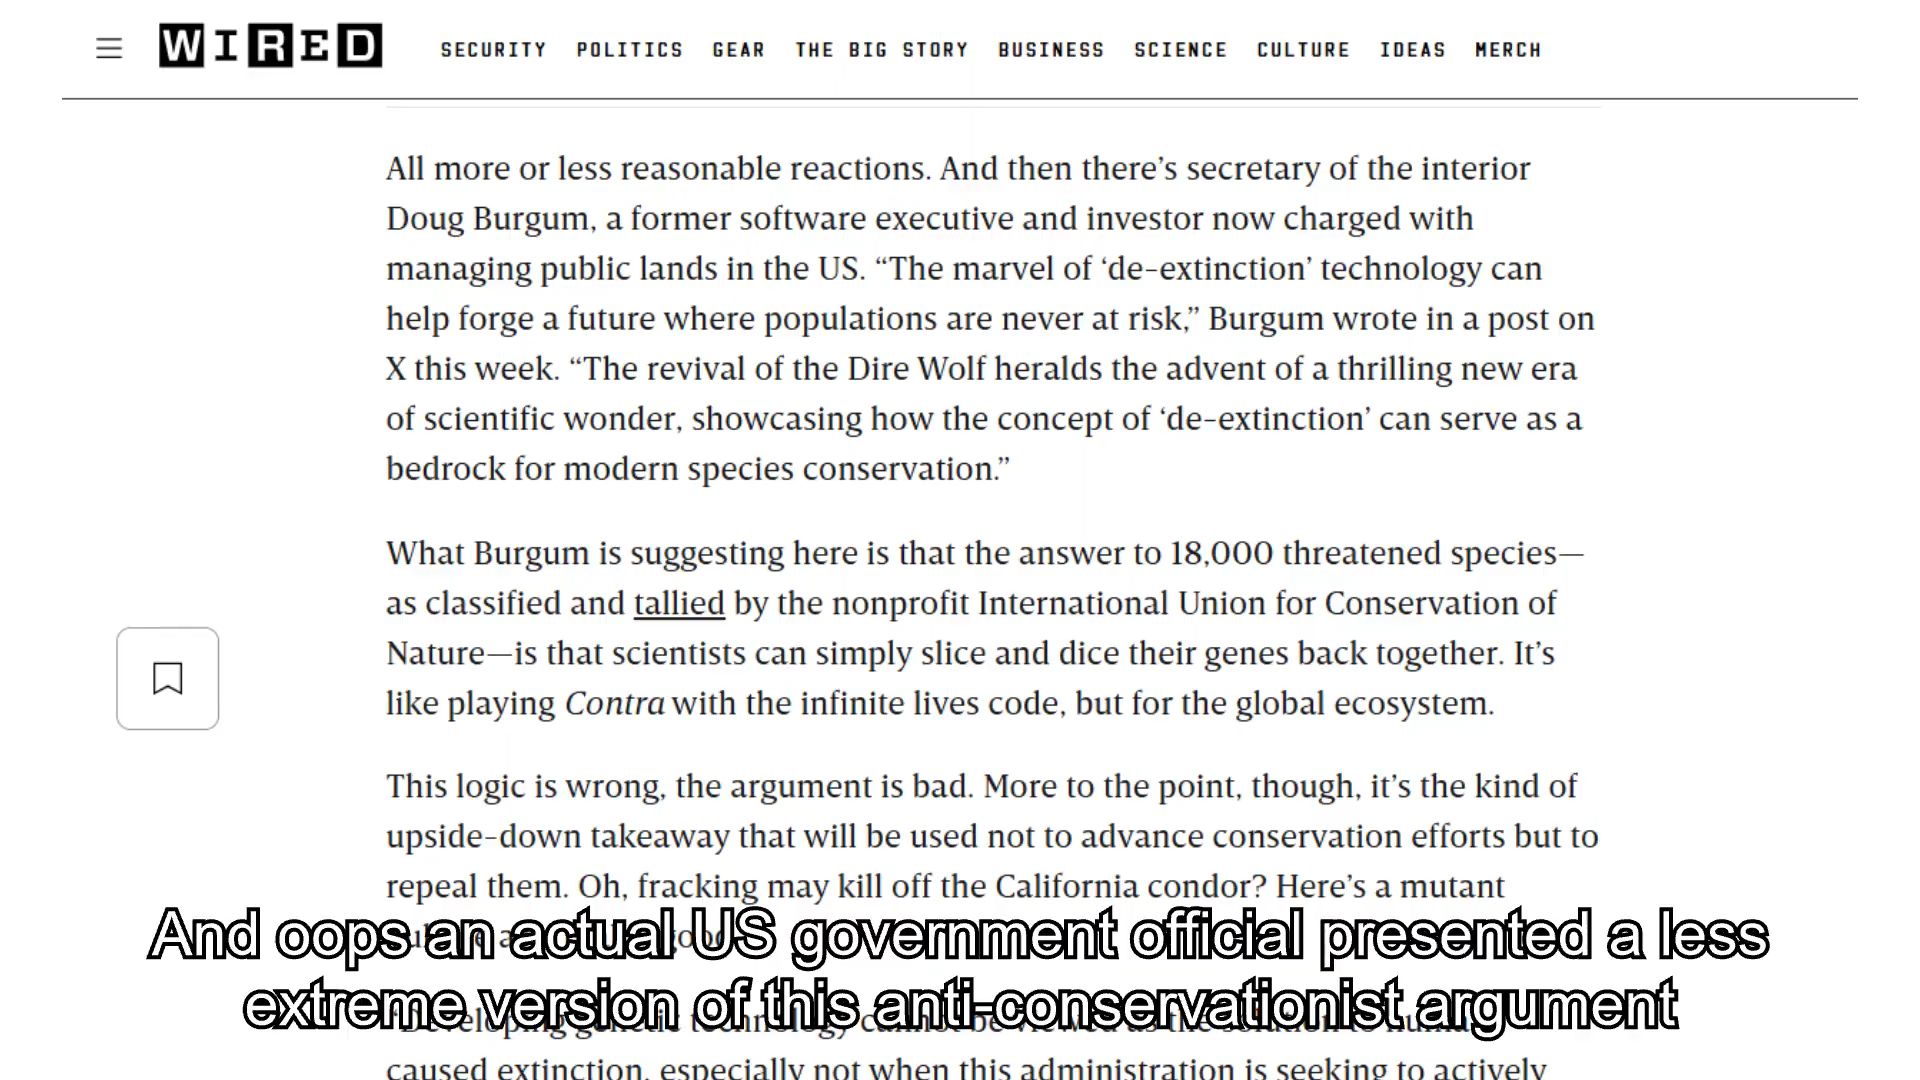 WIRED SECURITY POLITICS GEAR THE BIG STORY BUSINESS SCIENCE CULTURE IDEAS MERCH
All more or less reasonable reactions. And then there’s secretary of the interior
Doug Burgum, a former software executive and investor now charged with
managing public lands in the US. “The marvel of ‘de-extinction’ technology can
help forge a future where populations are never at risk,” Burgum wrote in a post on
X this week. “The revival of the Dire Wolf heralds the advent of a thrilling new era
of scientific wonder, showcasing how the concept of ‘de-extinction’ can serve as a
bedrock for modern species conservation.”
What Burgum is suggesting here is that the answer to 18,000 threatened species—
as classified and tallied by the nonprofit International Union for Conservation of
Nature—is that scientists can simply slice and dice their genes back together. It’s
like playing Contra with the infinite lives code, but for the global ecosystem.
This logic is wrong, the argument is bad. More to the point, though, it’s the kind of
upside-down takeaway that will be used not to advance conservation efforts but to
repeal them. Oh, fracking may kill off the California condor? Here’s a mutant
And oops an actual US government official presented a less
extreme version of this anti-conservationist argument
“Developing genetic technology cannot be viewed as the solution to human-
caused extinction, especially not when this administration is seeking to actively